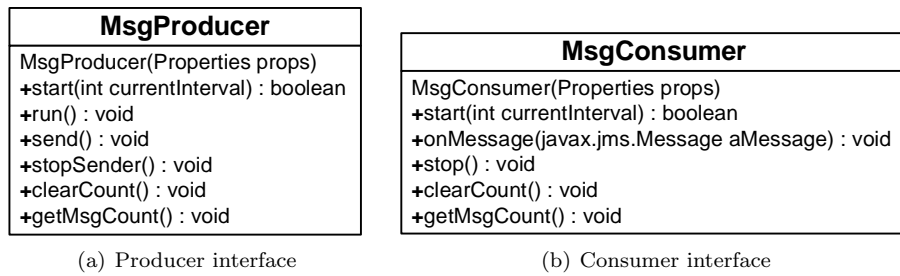 MsgProducer
MsgProducer(Properties props)
+start(int currentInterval) : boolean
+run() : void
+send() : void
+stopSender() : void
+clearCount() : void
+getMsgCount() : void
(a) Producer interface
MsgConsumer
MsgConsumer(Properties props)
+start(int currentInterval) : boolean
+onMessage(javax.jms.Message aMessage) : void
+stop() : void
+clearCount() : void
+getMsgCount() : void
(b) Consumer interface